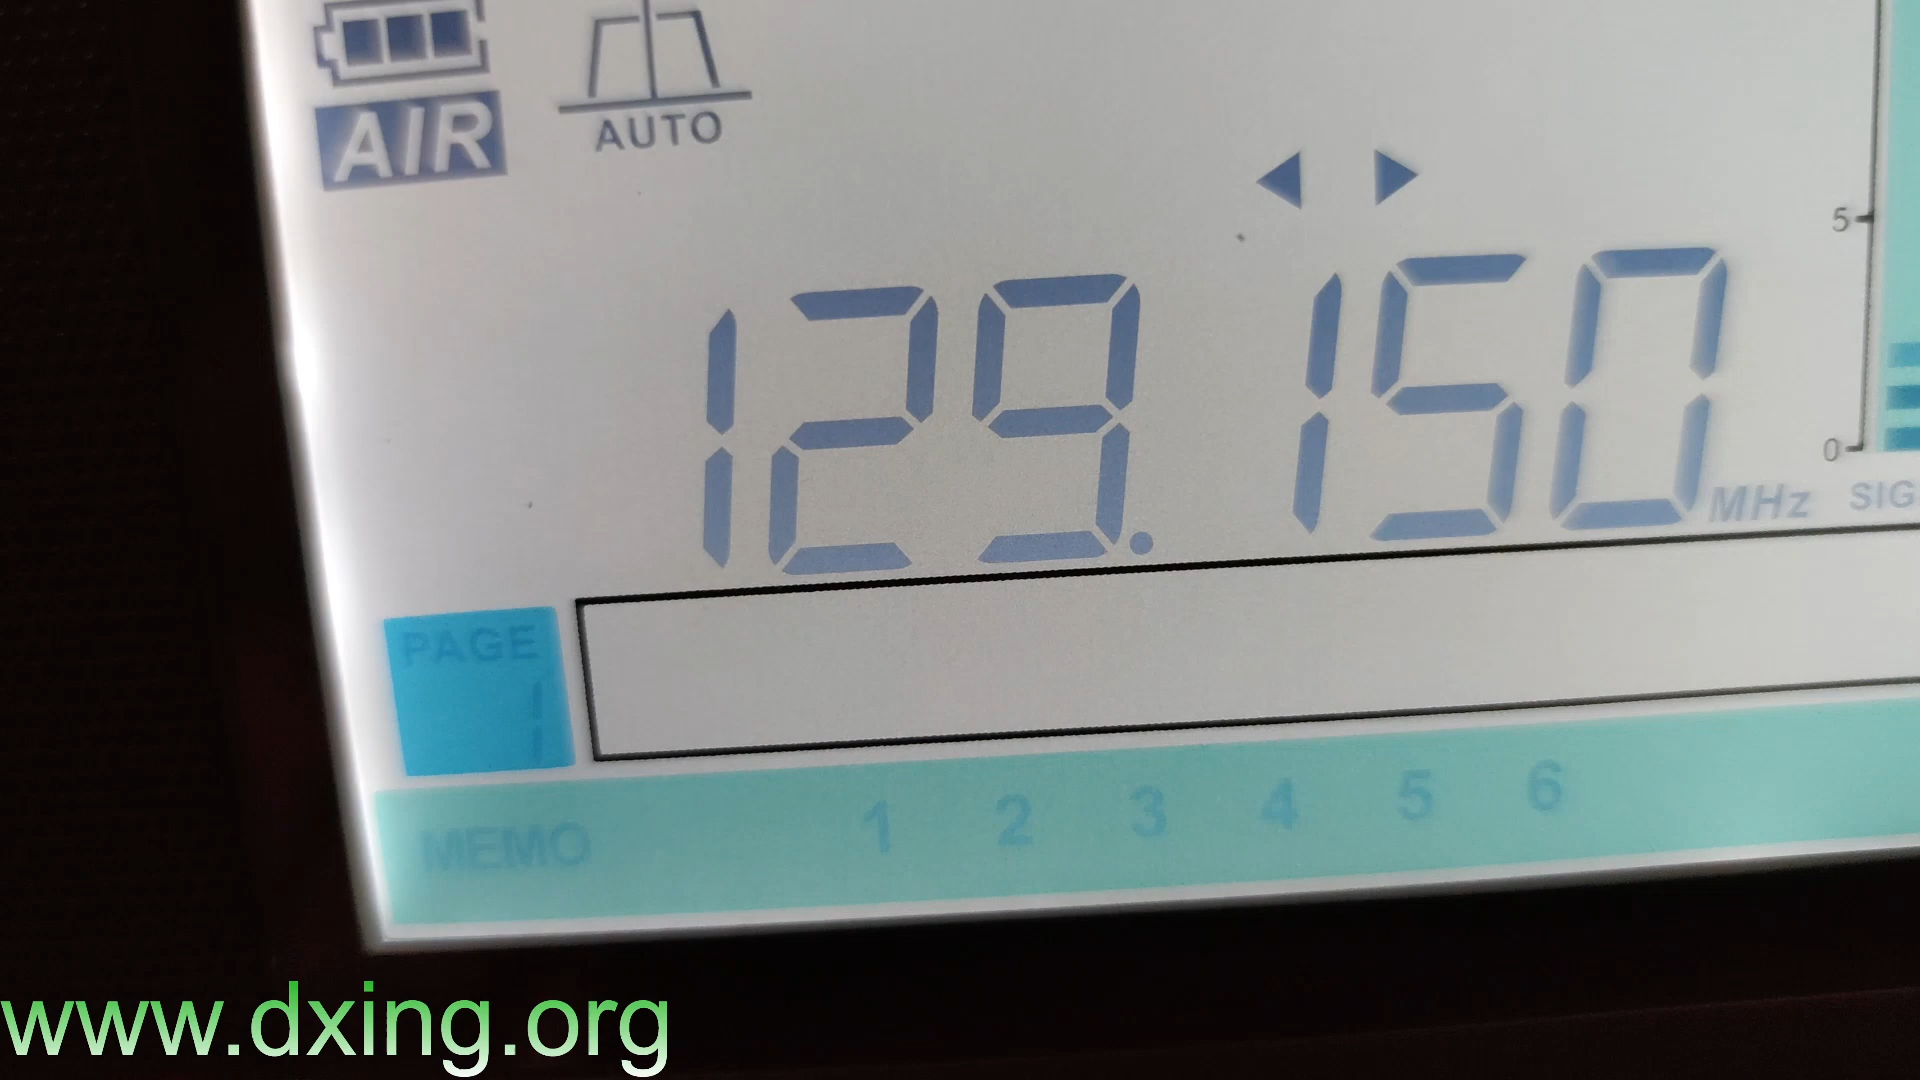 AIR
AUTO
5
129.150 MHz
0
SIG
PAGE
1
MEMO 1 2 3 4 5 6
www.dxing.org